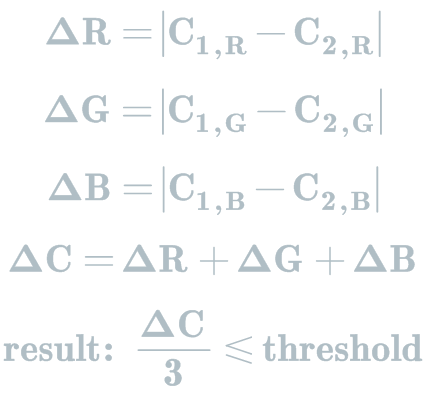 ΔR = |C₁,R − C₂,R|
ΔG = |C₁,G − C₂,G|
ΔB = |C₁,B − C₂,B|
ΔC = ΔR + ΔG + ΔB
result: ΔC/3 ⩽ threshold